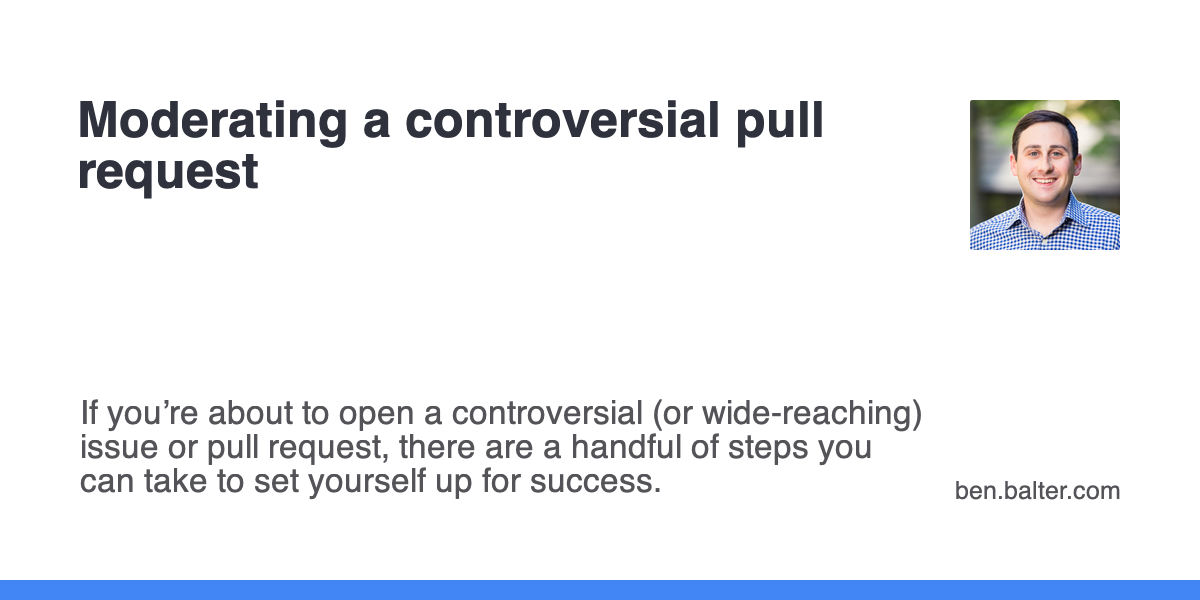 Moderating a controversial pull
request
If you’re about to open a controversial (or wide-reaching)
issue or pull request, there are a handful of steps you
can take to set yourself up for success.
ben.balter.com